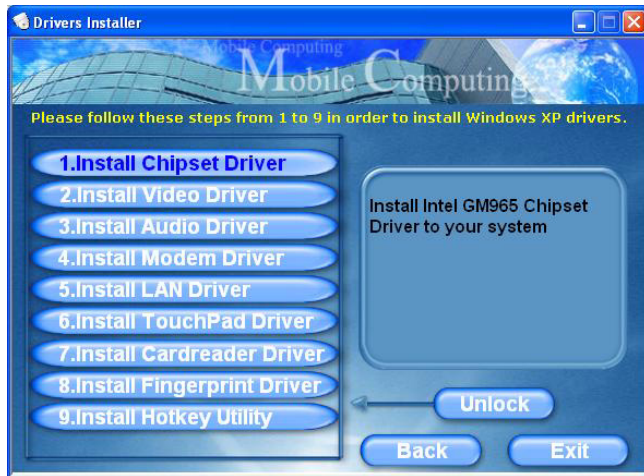 Drivers Installer
Mobile Computing
Mobile Computing
Please follow these steps from 1 to 9 in order to install Windows XP drivers.
1.Install Chipset Driver
2.Install Video Driver
3.Install Audio Driver
4.Install Modem Driver
5.Install LAN Driver
6.Install TouchPad Driver
7.Install Cardreader Driver
8.Install Fingerprint Driver
9.Install Hotkey Utility
Install Intel GM965 Chipset
Driver to your system
Unlock
Back
Exit